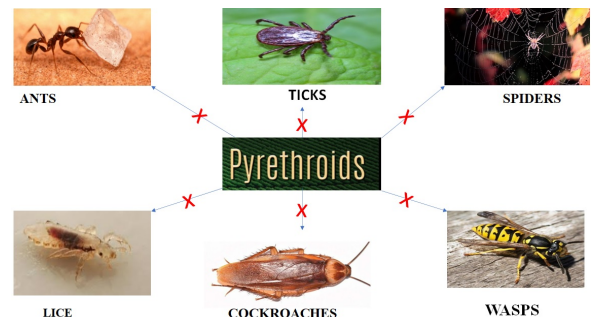 ANTS
TICKS
SPIDERS
Pyrethroids
LICE
COCKROACHES
WASPS